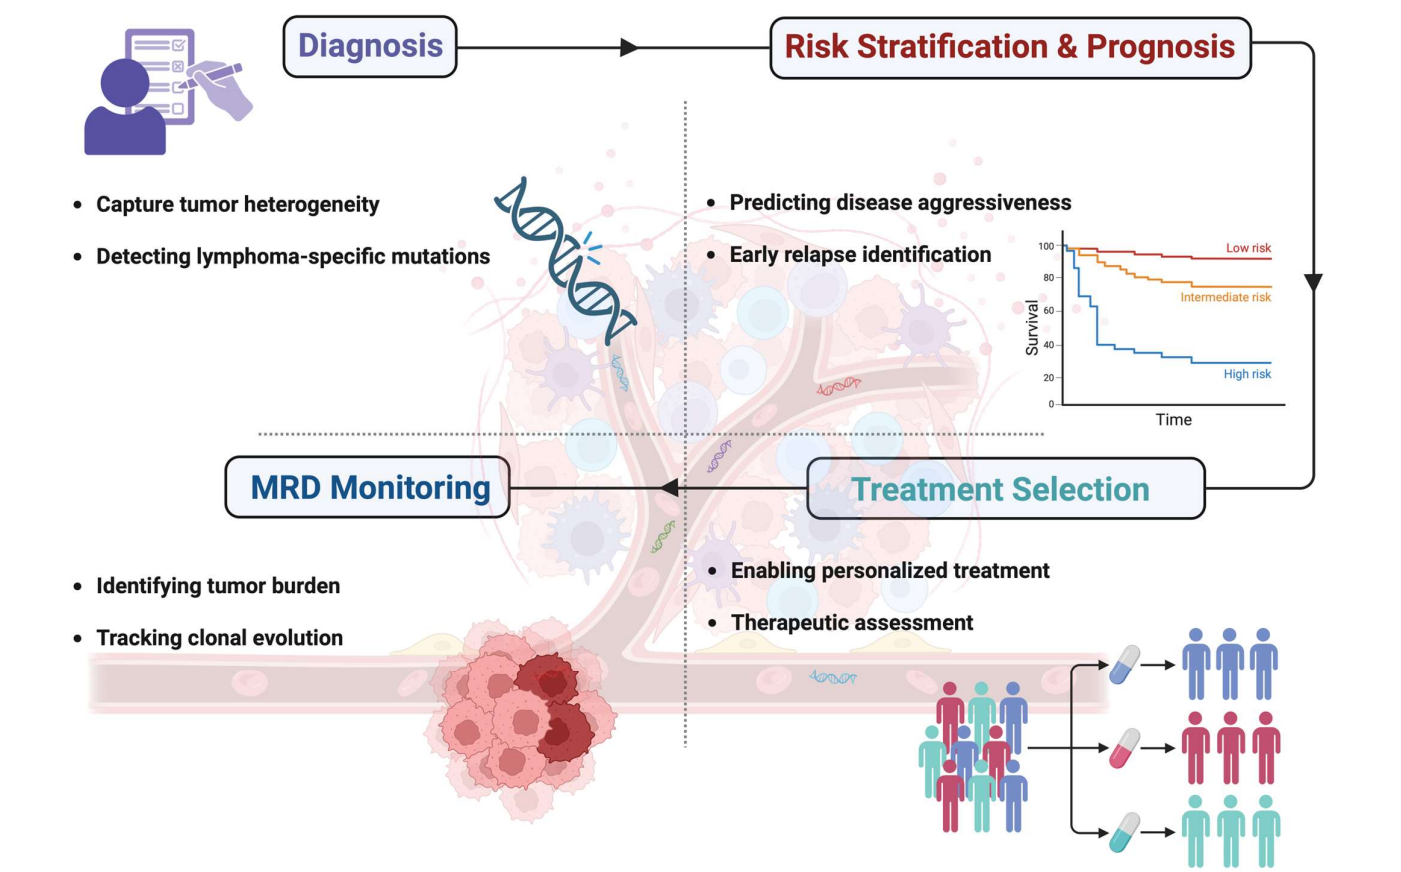 Diagnosis
Risk Stratification & Prognosis
• Capture tumor heterogeneity
• Detecting lymphoma-specific mutations
• Predicting disease aggressiveness
• Early relapse identification
Survival
100
80
60
40
20
0
Low risk
Intermediate risk
High risk
Time
MRD Monitoring
Treatment Selection
• Identifying tumor burden
• Tracking clonal evolution
• Enabling personalized treatment
• Therapeutic assessment